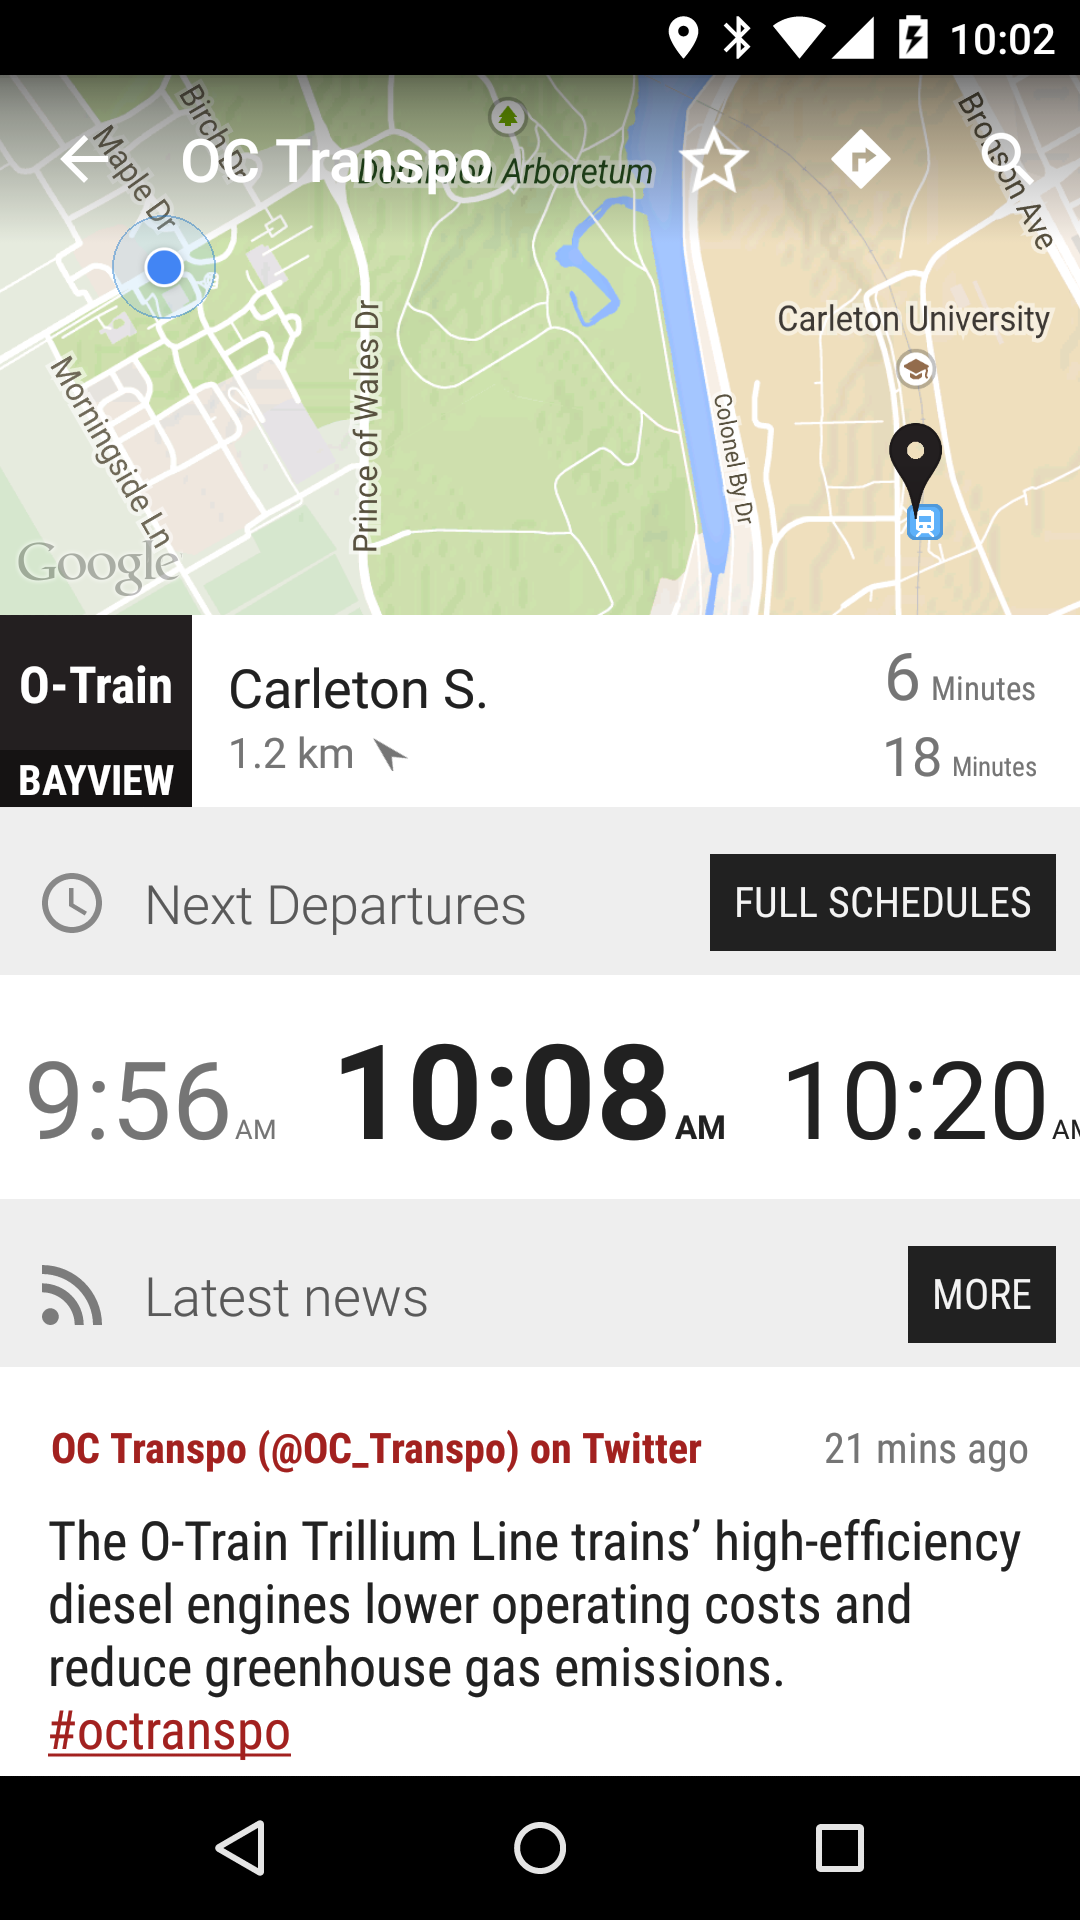 10:02
OC Transpo
Birch Dr
Maple Dr
Dominion Arboretum
Bronson Ave
Carleton University
Prince of Wales Dr
Morningside Ln
Colonel By Dr
Google
O-Train
BAYVIEW
Carleton S.
1.2 km
6 Minutes
18 Minutes
Next Departures
FULL SCHEDULES
9:56 AM
10:08 AM
10:20 AM
Latest news
MORE
OC Transpo (@OC_Transpo) on Twitter
21 mins ago
The O-Train Trillium Line trains’ high-efficiency
diesel engines lower operating costs and
reduce greenhouse gas emissions.
#octranspo